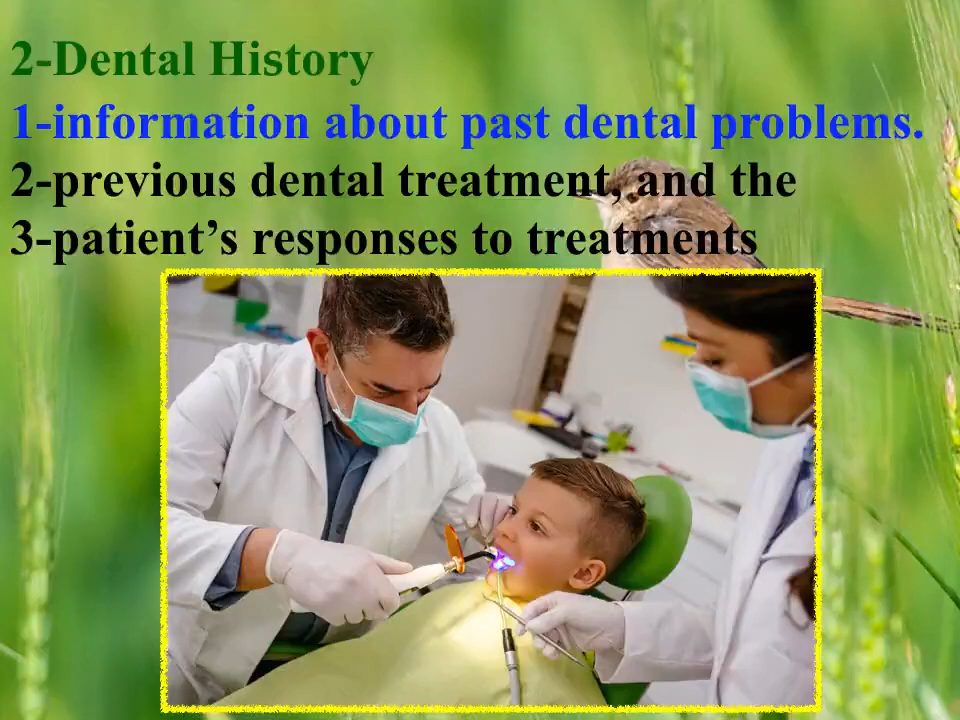 2-Dental History
1-information about past dental problems.
2-previous dental treatment, and the
3-patient’s responses to treatments